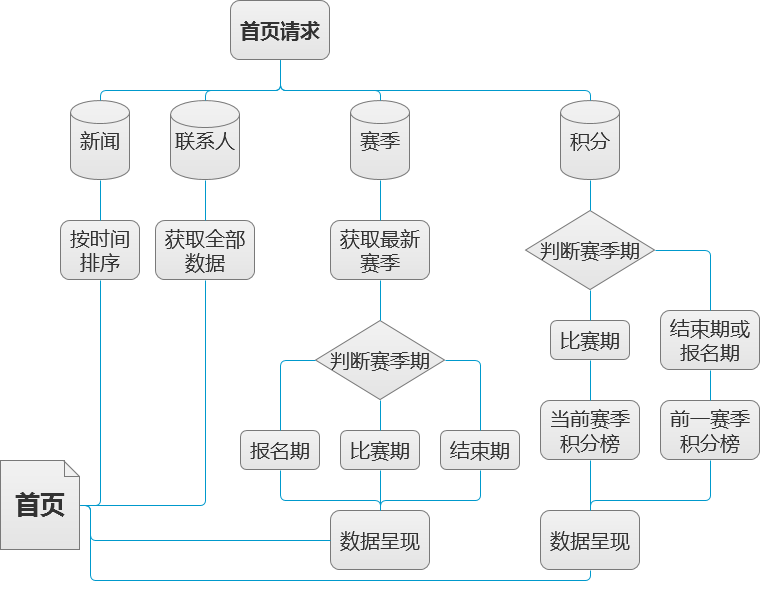 首页请求
新闻
联系人
赛季
积分
按时间
排序
获取全部
数据
获取最新
赛季
判断赛季期
比赛期
结束期或
报名期
判断赛季期
当前赛季
积分榜
前一赛季
积分榜
报名期
比赛期
结束期
首页
数据呈现
数据呈现